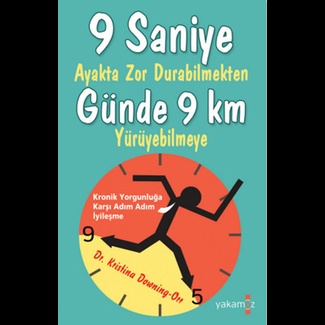 9 Saniye
Ayakta Zor Durabilmekten
Günde 9 km
Yürüyebilmeye
Kronik Yorgunluğa
Karşı Adım Adım
İyileşme
9
5
Dr. Kristina Downing-Orr
yakamoz